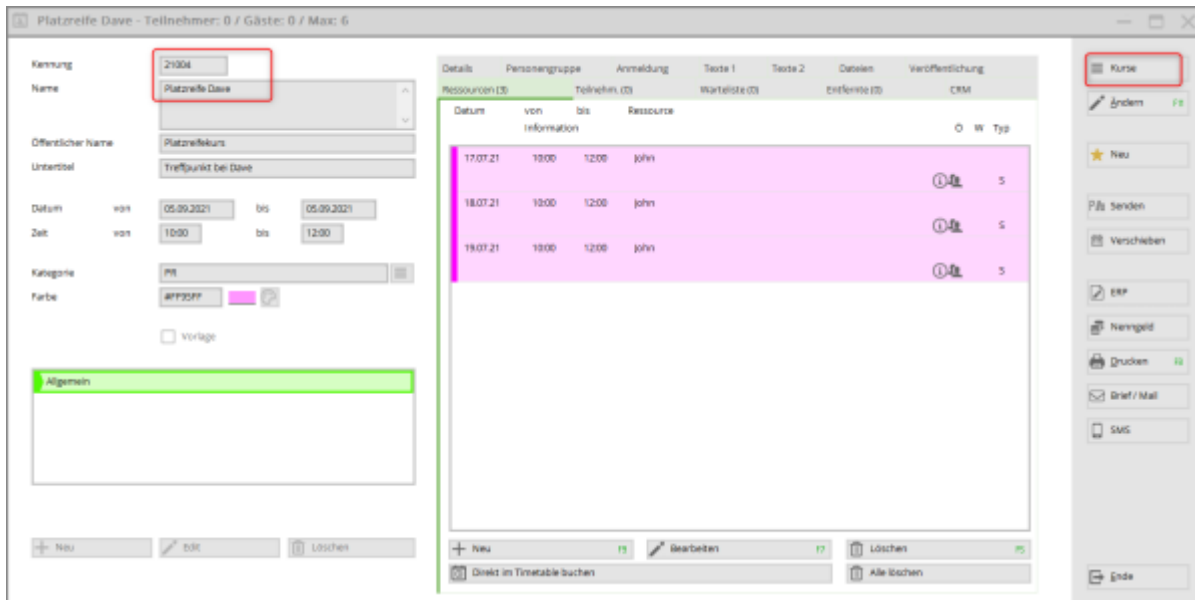 Platzreife Dave - Teilnehmer: 0 / Gäste: 0 / Max: 6
Kennung 21004
Name Platzreife Dave
Öffentlicher Name Platzreifekurs
Untertitel Treffpunkt bei Dave
Datum von 05.09.2021 bis 05.09.2021
Zeit von 10:00 bis 12:00
Kategorie PR
Farbe #FF95FF
Vorlage
Allgemein
Neu Edit Löschen
Details Personengruppe Anmeldung Texte 1 Texte 2 Dateien Veröffentlichung
Ressourcen (3) Teilnehm. (0) Warteliste (0) Entfernte (0) CRM
Datum von bis Ressource
Information O W Typ
17.07.21 10:00 12:00 John
S
18.07.21 10:00 12:00 John
S
19.07.21 10:00 12:00 John
S
Neu F9 Bearbeiten F7 Löschen F5
Direkt im Timetable buchen Alle löschen
Kurse
Ändern F8
Neu
Senden
Verschieben
ERP
Nenngeld
Drucken
Brief / Mail
SMS
Ende